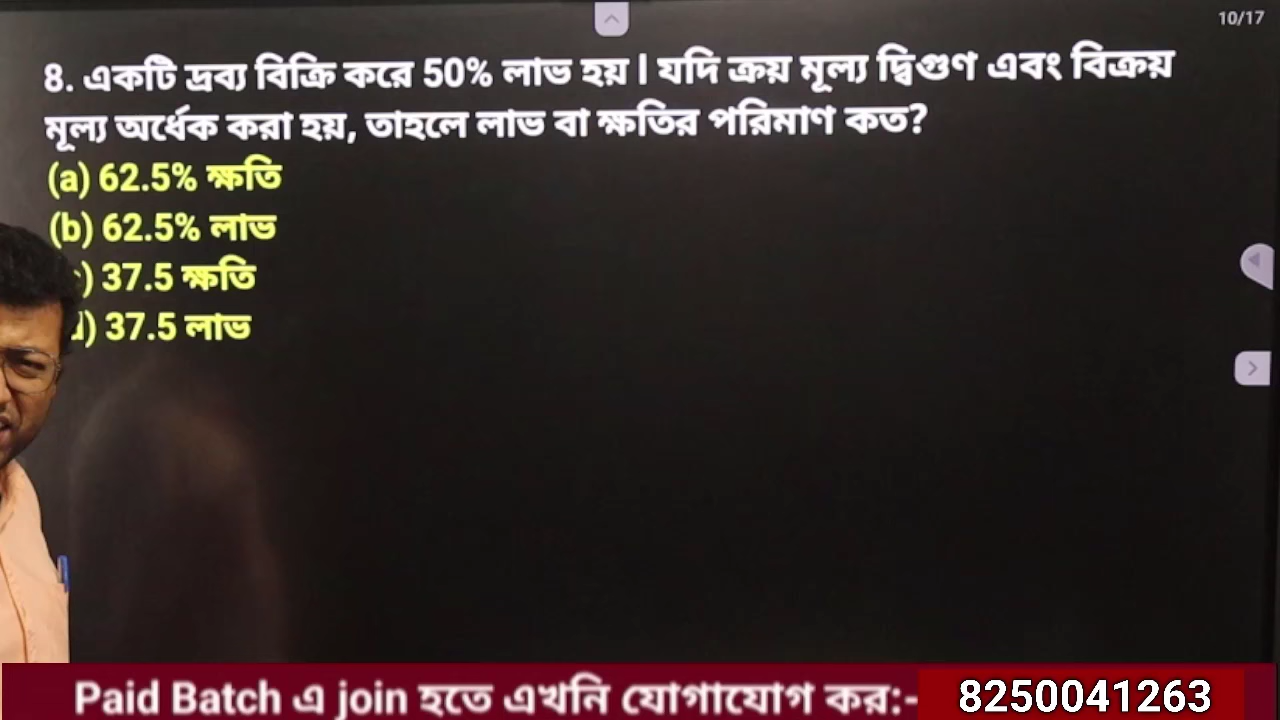 10/17
8. একটি দ্রব্য বিক্রি করে 50% লাভ হয় | যদি ক্রয় মূল্য দ্বিগুণ এবং বিক্রয়
মূল্য অর্ধেক করা হয়, তাহলে লাভ বা ক্ষতির পরিমাণ কত?
(a) 62.5% ক্ষতি
(b) 62.5% লাভ
) 37.5 ক্ষতি
d) 37.5 লাভ
Paid Batch এ join হতে এখনি যোগাযোগ কর:- 8250041263